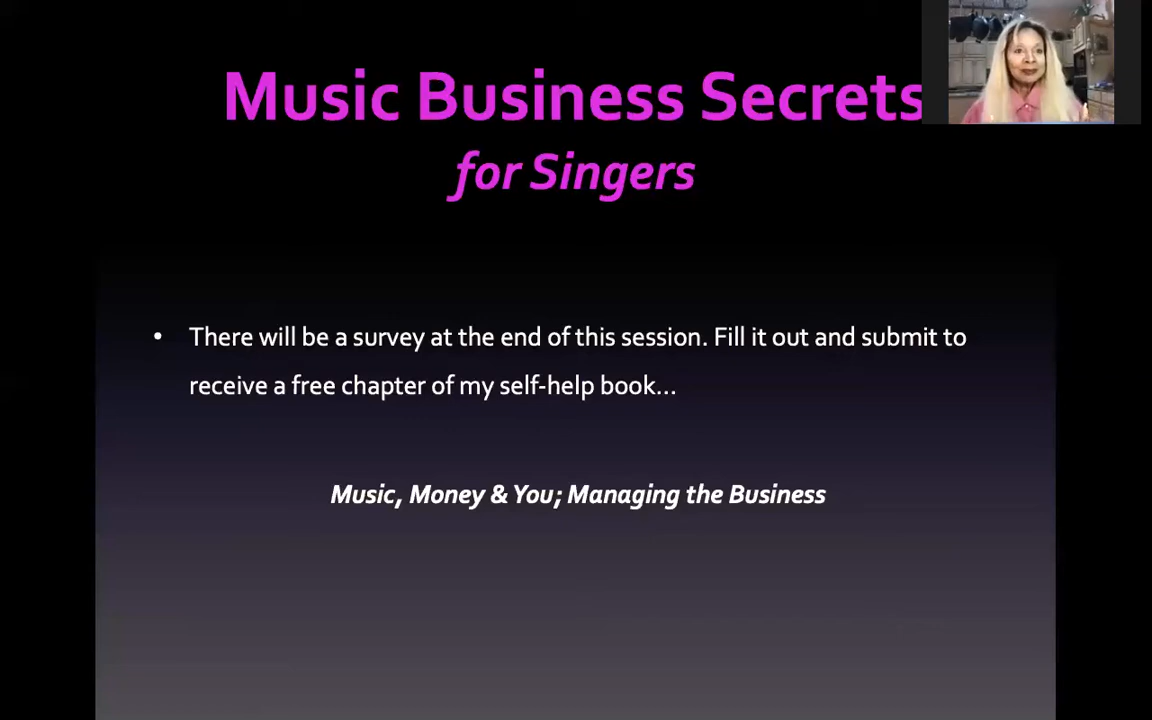 Music Business Secrets
for Singers
• There will be a survey at the end of this session. Fill it out and submit to
receive a free chapter of my self-help book...
Music, Money & You; Managing the Business